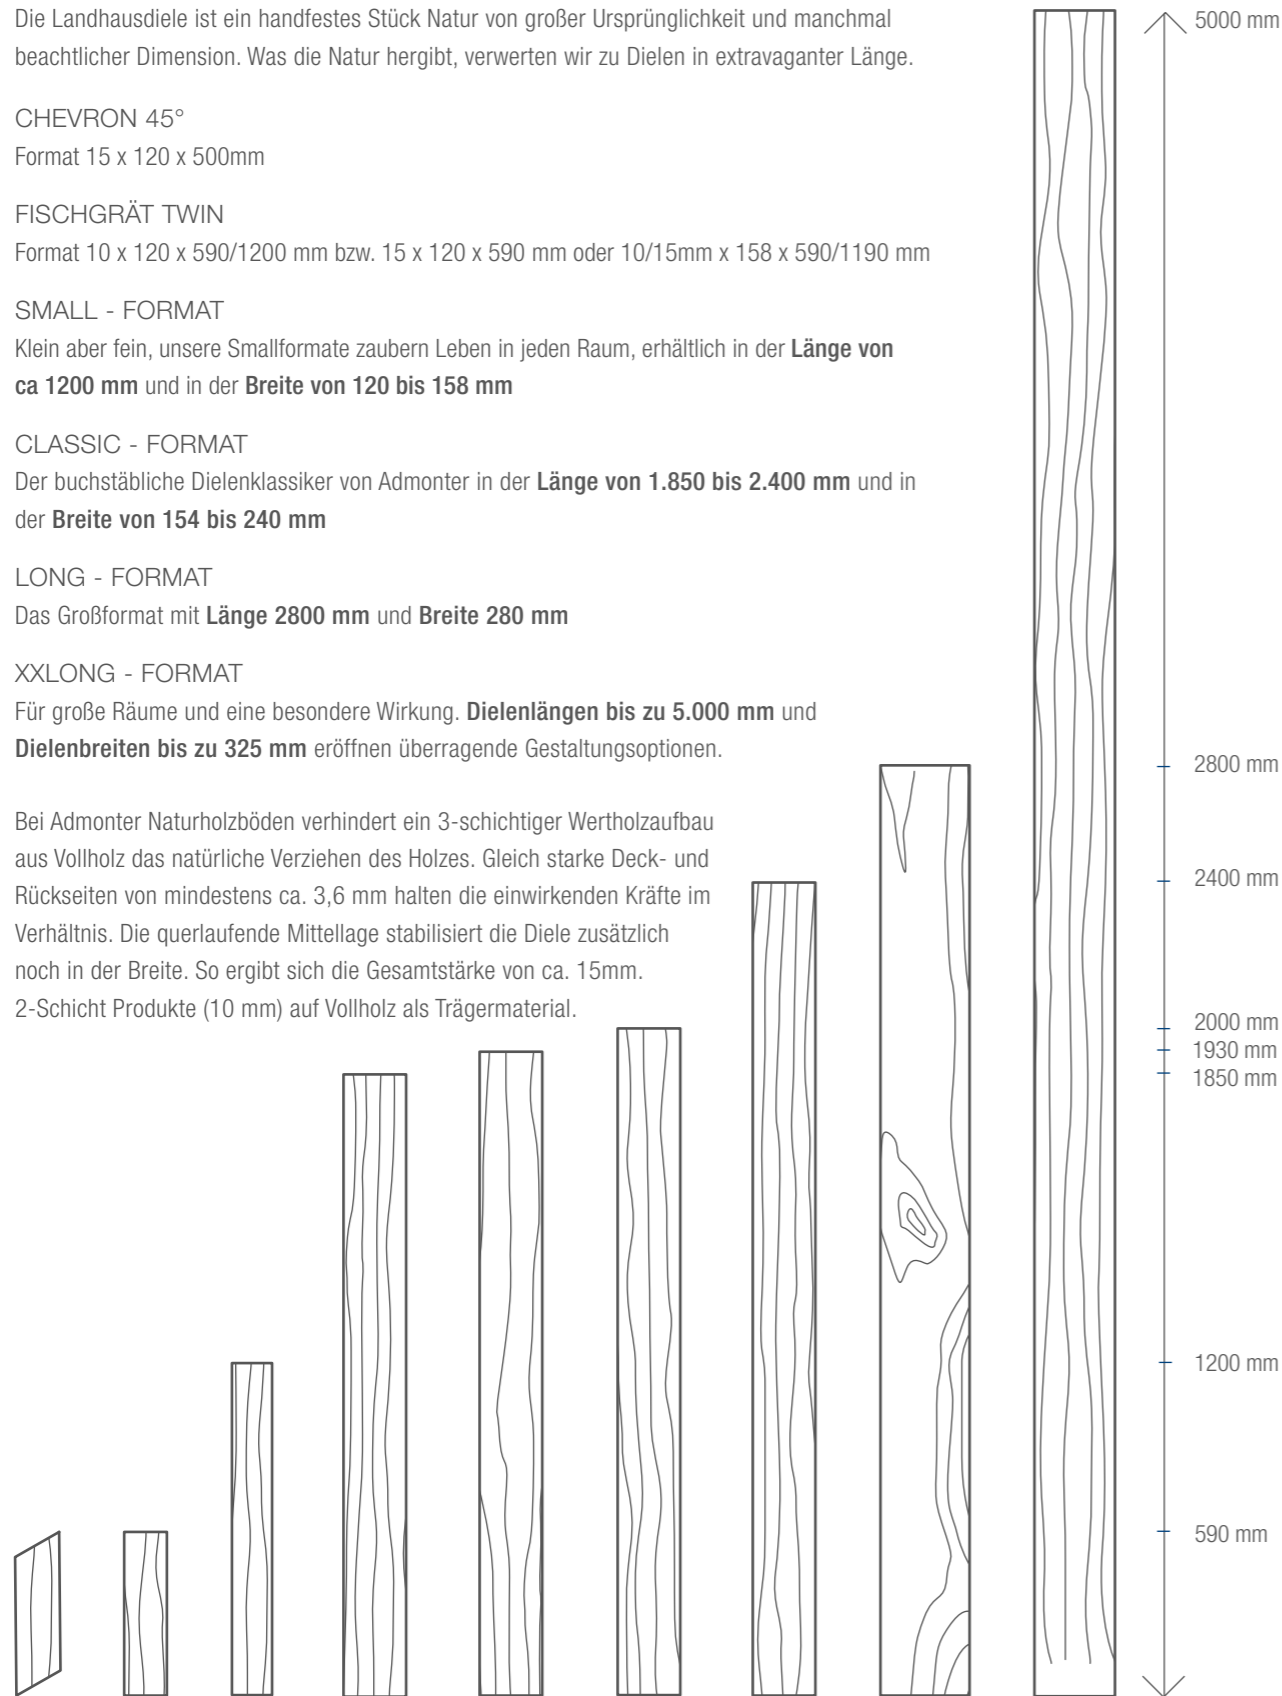 Die Landhausdiele ist ein handfestes Stück Natur von großer Ursprünglichkeit und manchmal
beachtlicher Dimension. Was die Natur hergibt, verwerten wir zu Dielen in extravaganter Länge.
CHEVRON 45°
Format 15 x 120 x 500mm
FISCHGRÄT TWIN
Format 10 x 120 x 590/1200 mm bzw. 15 x 120 x 590 mm oder 10/15mm x 158 x 590/1190 mm
SMALL - FORMAT
Klein aber fein, unsere Smallformate zaubern Leben in jeden Raum, erhältlich in der Länge von
ca 1200 mm und in der Breite von 120 bis 158 mm
CLASSIC - FORMAT
Der buchstäbliche Dielenklassiker von Admonter in der Länge von 1.850 bis 2.400 mm und in
der Breite von 154 bis 240 mm
LONG - FORMAT
Das Großformat mit Länge 2800 mm und Breite 280 mm
XXLONG - FORMAT
Für große Räume und eine besondere Wirkung. Dielenlängen bis zu 5.000 mm und
Dielenbreiten bis zu 325 mm eröffnen überragende Gestaltungsoptionen.
Bei Admonter Naturholzböden verhindert ein 3-schichtiger Wertholzaufbau
aus Vollholz das natürliche Verziehen des Holzes. Gleich starke Deck- und
Rückseiten von mindestens ca. 3,6 mm halten die einwirkenden Kräfte im
Verhältnis. Die querlaufende Mittellage stabilisiert die Diele zusätzlich
noch in der Breite. So ergibt sich die Gesamtstärke von ca. 15mm.
2-Schicht Produkte (10 mm) auf Vollholz als Trägermaterial.
5000 mm
2800 mm
2400 mm
2000 mm
1930 mm
1850 mm
1200 mm
590 mm